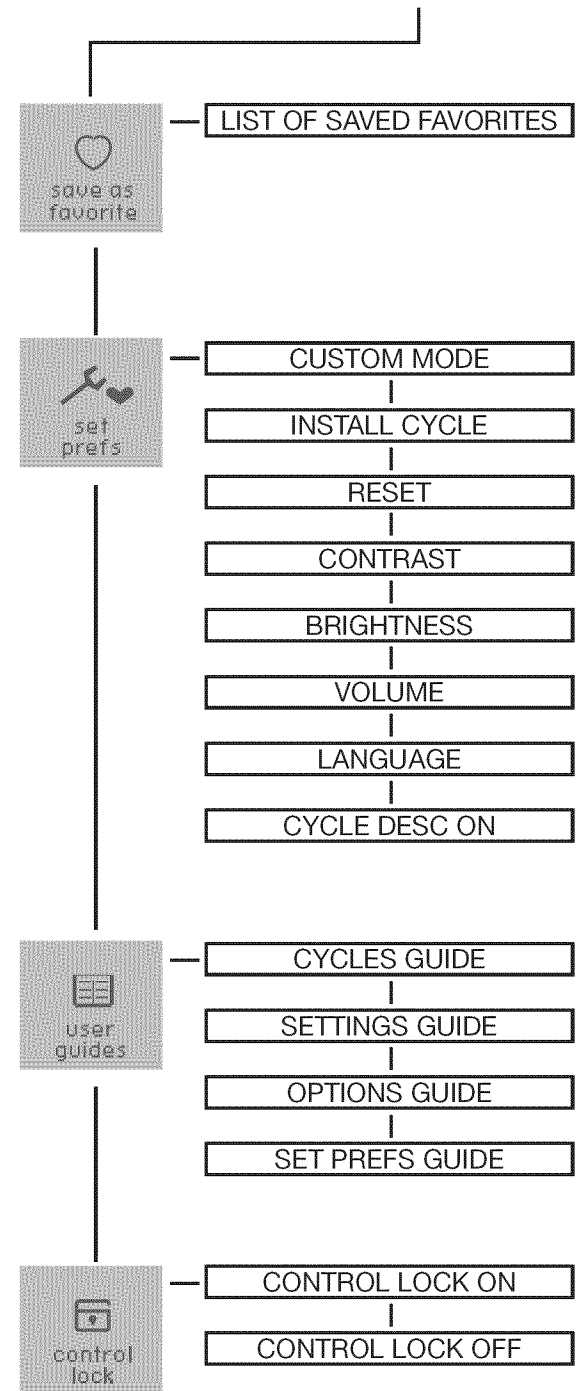 LIST OF SAVED FAVORITES
save as
favorite
CUSTOM MODE
set
prefs
INSTALL CYCLE
RESET
CONTRAST
BRIGHTNESS
VOLUME
LANGUAGE
CYCLE DESC ON
CYCLES GUIDE
user
guides
SETTINGS GUIDE
OPTIONS GUIDE
SET PREFS GUIDE
CONTROL LOCK ON
control
lock
CONTROL LOCK OFF